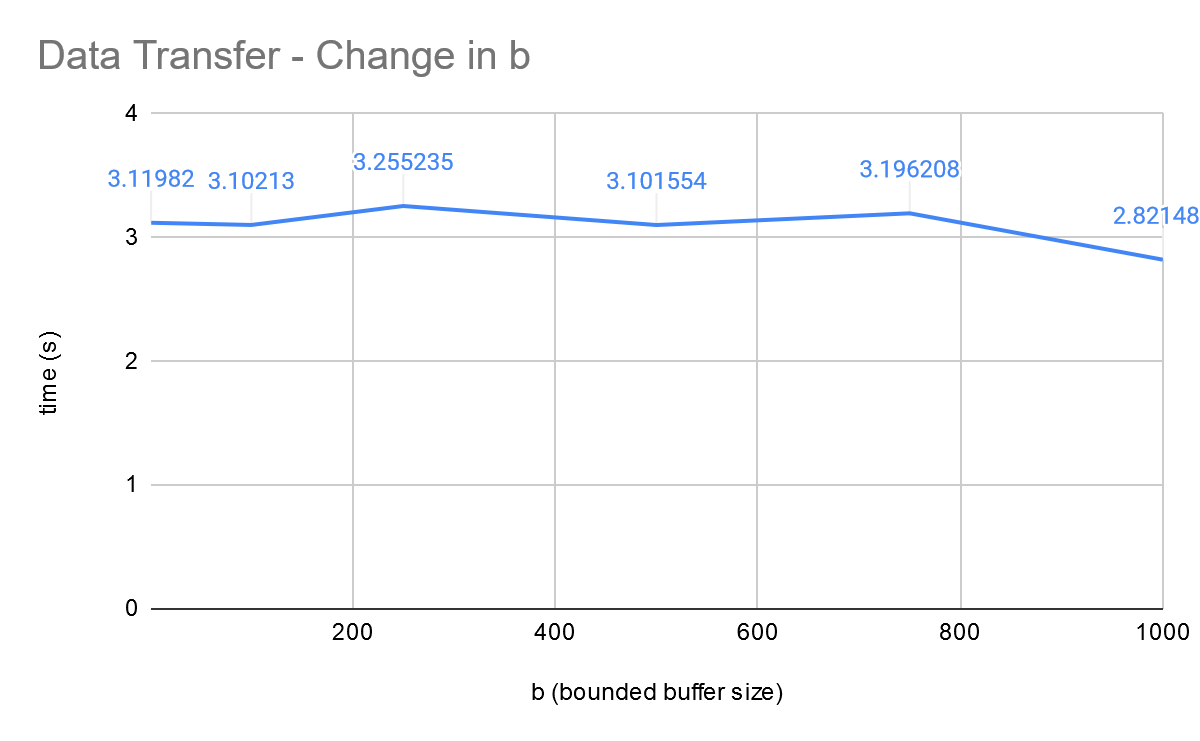 Data Transfer - Change in b
4
3.11982 3.10213 3.255235 3.101554 3.196208 2.82148
3
time (s)
2
1
0
200 400 600 800 1000
b (bounded buffer size)